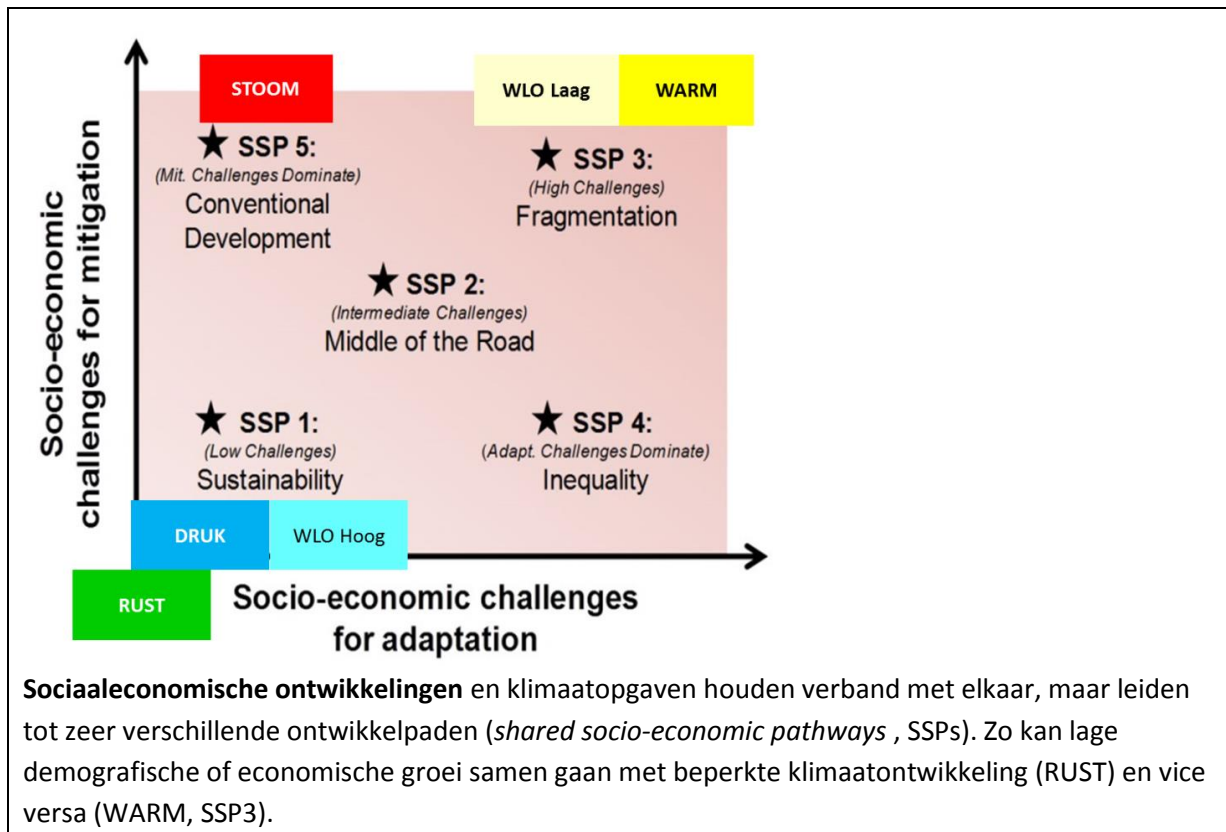 STOOM
WLO Laag
WARM
SSP 5:
(Mit. Challenges Dominate)
Conventional
Development
SSP 3:
(High Challenges)
Fragmentation
SSP 2:
(Intermediate Challenges)
Middle of the Road
SSP 1:
(Low Challenges)
Sustainability
SSP 4:
(Adapt. Challenges Dominate)
Inequality
Socio-economic
challenges for mitigation
DRUK
WLO Hoog
RUST
Socio-economic challenges
for adaptation
Sociaaleconomische ontwikkelingen en klimaatopgaven houden verband met elkaar, maar leiden
tot zeer verschillende ontwikkelpaden (shared socio-economic pathways , SSPs). Zo kan lage
demografische of economische groei samen gaan met beperkte klimaatontwikkeling (RUST) en vice
versa (WARM, SSP3).